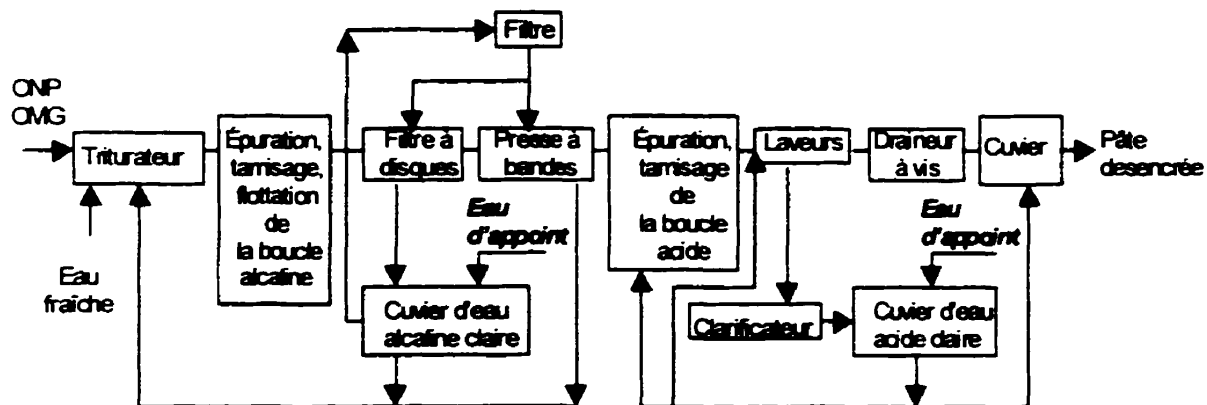 Filtre
ONP
OMG
Triturateur
Épuration,
tamisage,
flottation
de
la boucle
alcaline
Filtre à
disques
Presse à
bandes
Épuration,
tamisage
de
la boucle
acide
Laveurs
Draineur
à vis
Cuvier
Pâte
desencrée
Eau
fraîche
Eau
d'appoint
Eau
d'appoint
Cuvier d'eau
alcaline claire
Clarificateur
Cuvier d'eau
acide claire